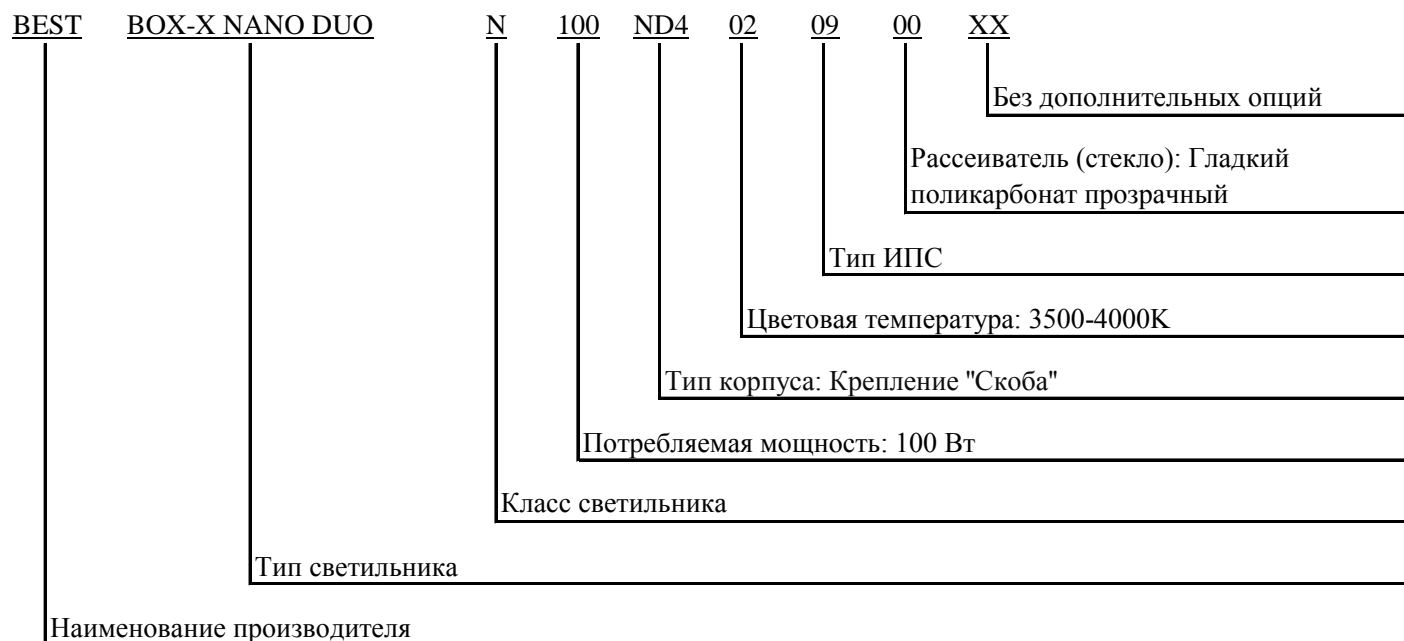 BEST BOX-X NANO DUO N 100 ND4 02 09 00 XX
Без дополнительных опций
Рассеиватель (стекло): Гладкий
поликарбонат прозрачный
Тип ИПС
Цветовая температура: 3500-4000K
Тип корпуса: Крепление "Скоба"
Потребляемая мощность: 100 Вт
Класс светильника
Тип светильника
Наименование производителя